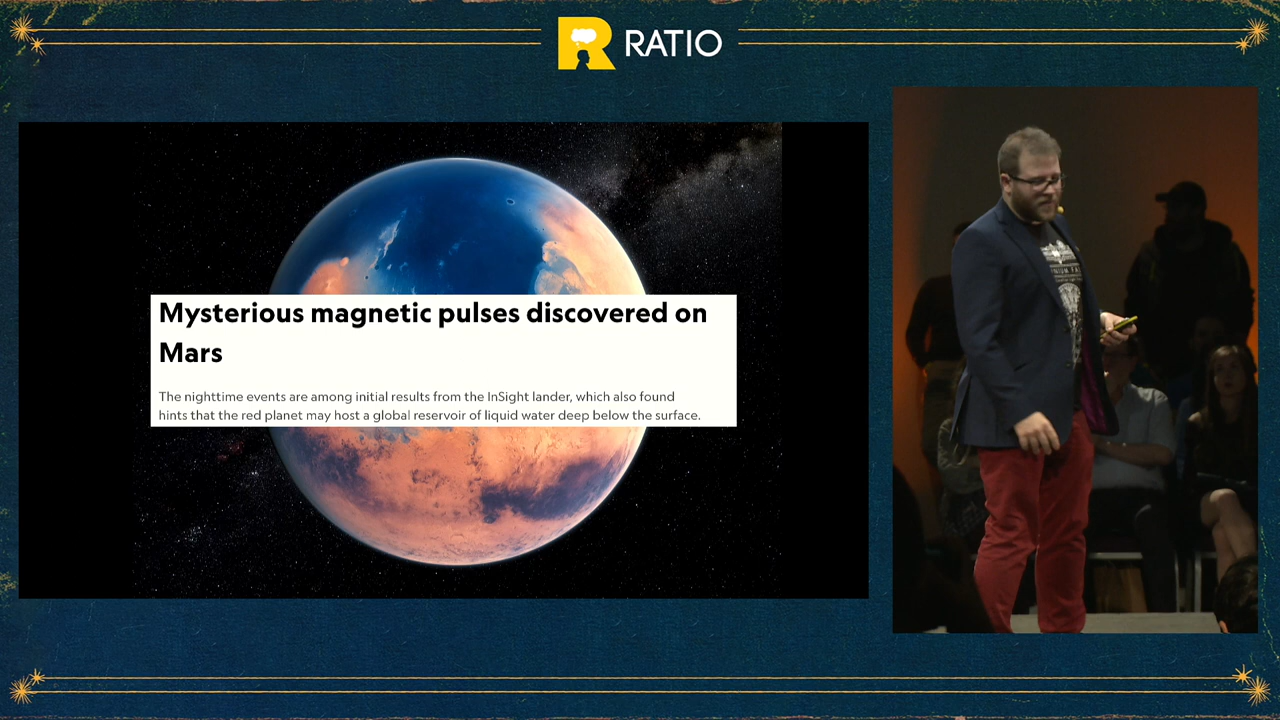 RATIO
Mysterious magnetic pulses discovered on
Mars
The nighttime events are among initial results from the InSight lander, which also found
hints that the red planet may host a global reservoir of liquid water deep below the surface.